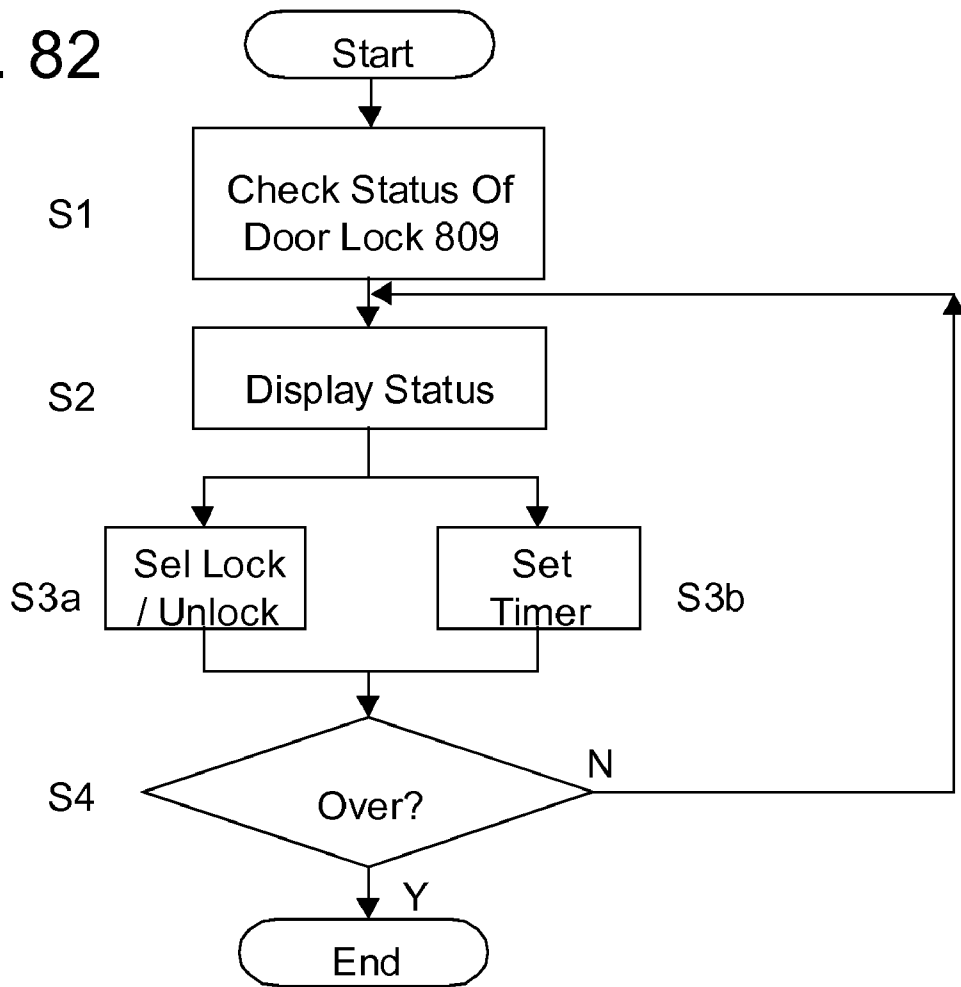 . 82
Start
S1
Check Status Of
Door Lock 809
S2
Display Status
S3a
Sel Lock
/ Unlock
Set
Timer
S3b
S4
Over?
N
Y
End